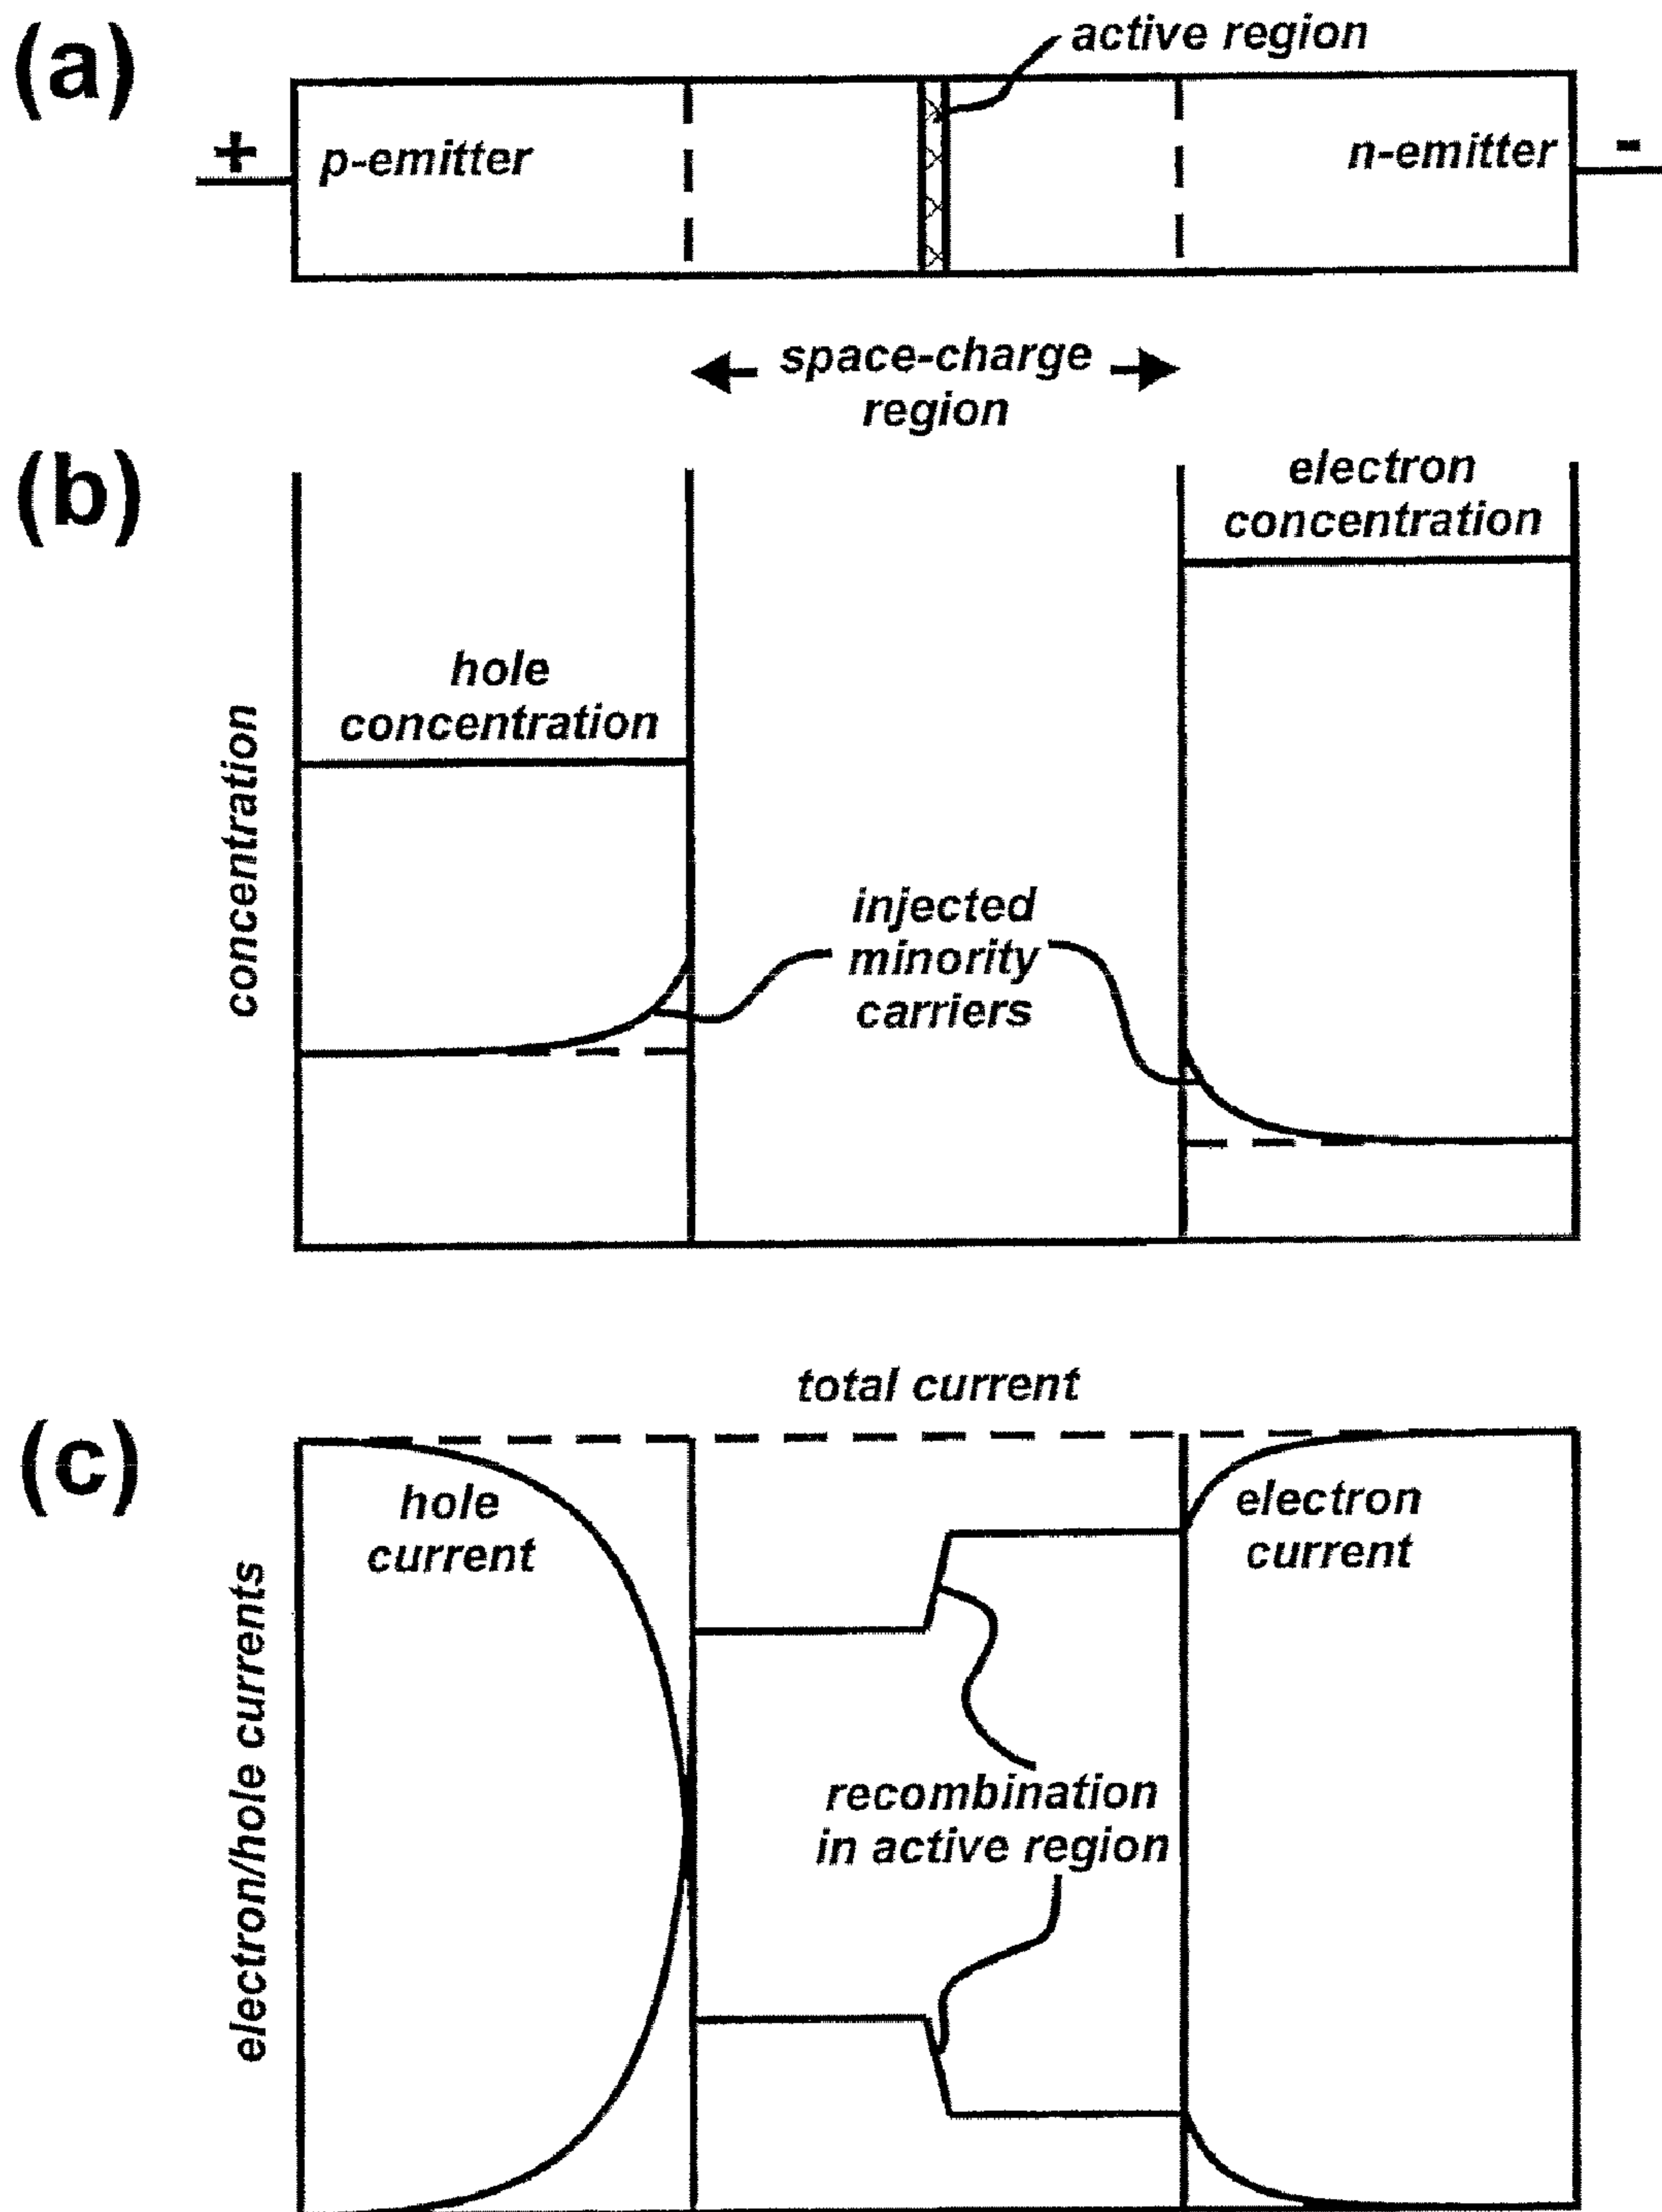 (a)
active region
+
p-emitter
n-emitter
-
space-charge
region
(b)
electron
concentration
hole
concentration
concentration
injected
minority
carriers
total current
(c)
hole
current
electron
current
electron/hole currents
recombination
in active region